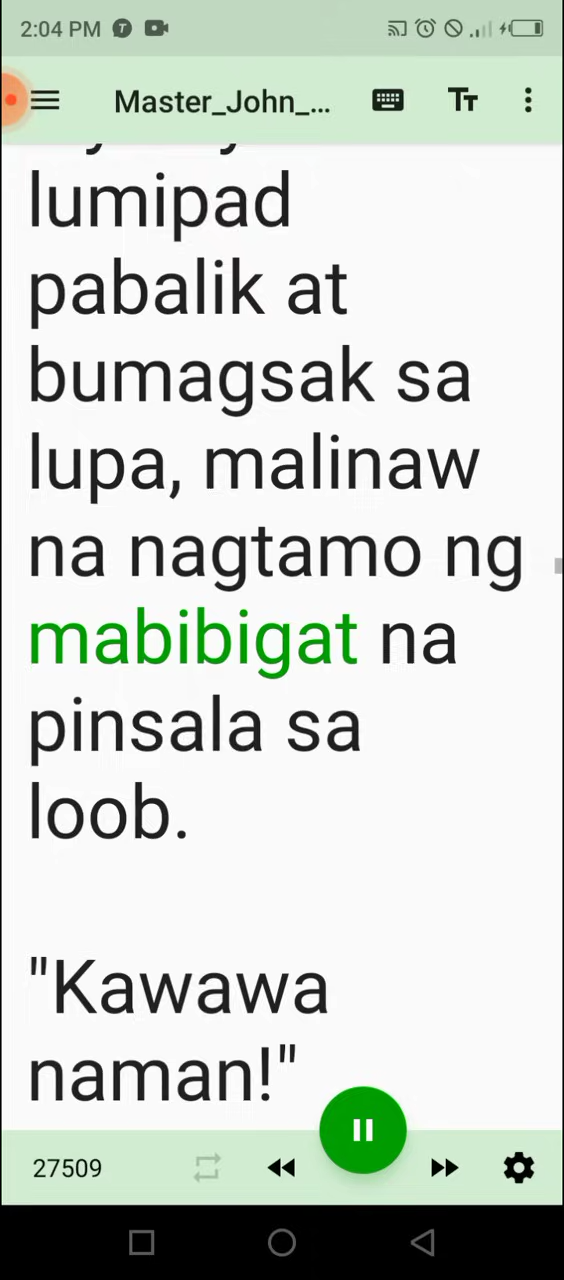 2:04 PM
Master_John_...
lumipad
pabalik at
bumagsak sa
lupa, malinaw
na nagtamo ng
mabibigat na
pinsala sa
loob.
"Kawawa
naman!"
27509